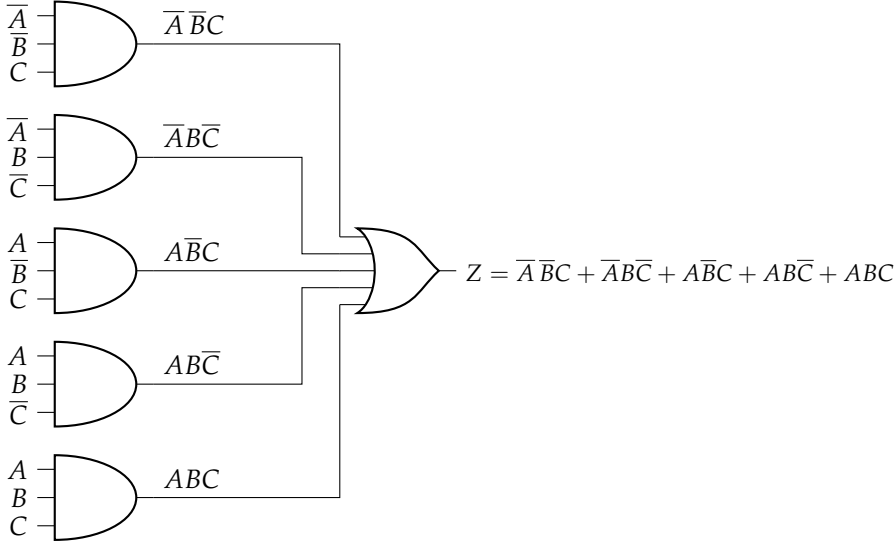 A̅
B̅
C
A̅ B̅C
A̅
B
C̅
A̅BC̅
A
B̅
C
AB̅C
Z = A̅ B̅C + A̅BC̅ + AB̅C + ABC̅ + ABC
A
B
C̅
ABC̅
A
B
C
ABC